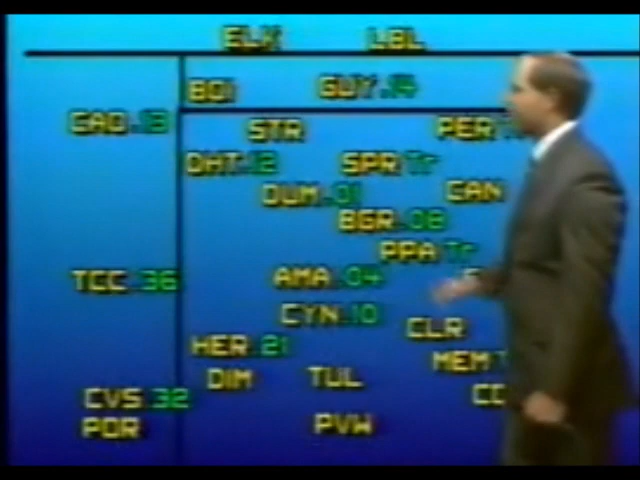 ELK LBL
BOI GUY.14
CAO.13 STR PER
DHT.12 SPR Tr
DUM.01 CAN
BGR.08
PPA Tr
TCC.36 AMA.04
CYN.10
CLR
HER.21
MEM
DIM TUL
CVS.32
POR PVW